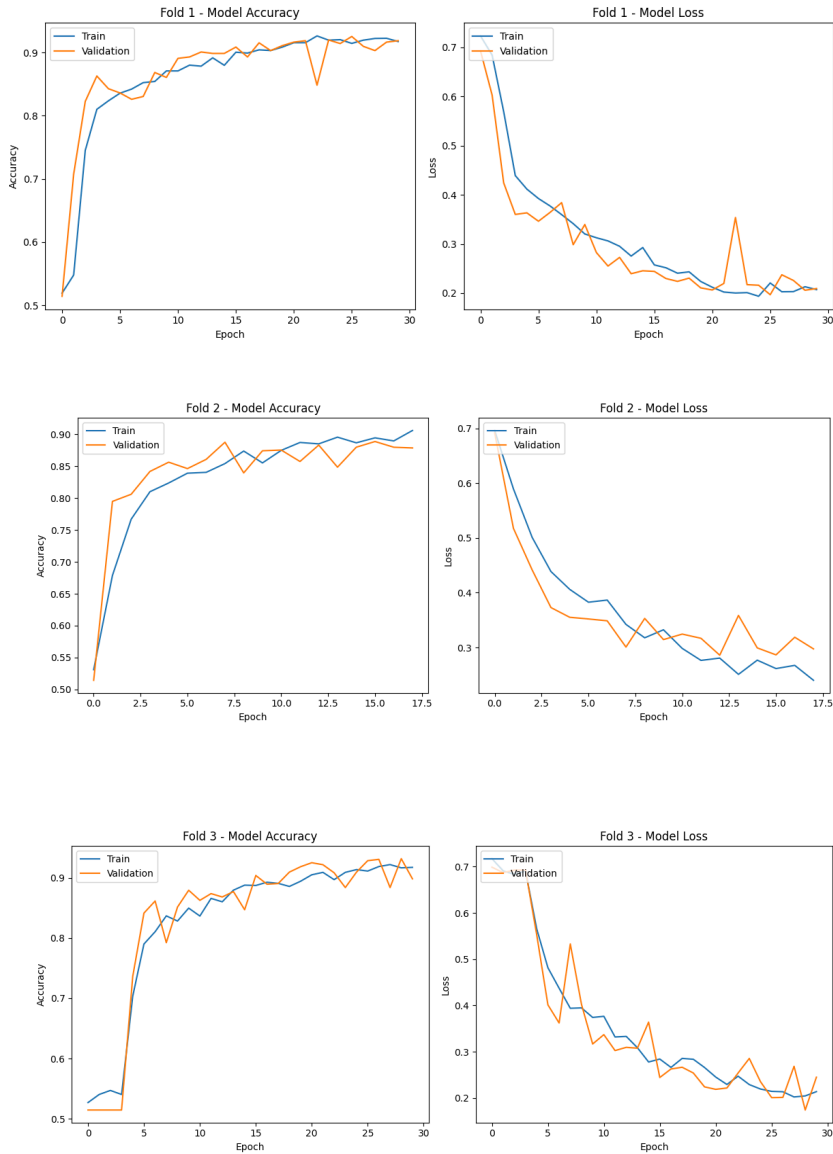 Fold 1 - Model Accuracy
Train
Validation
0.9
0.8
0.7
0.6
0.5
Accuracy
0 5 10 15 20 25 30
Epoch
Fold 1 - Model Loss
Train
Validation
0.7
0.6
0.5
0.4
0.3
0.2
Loss
0 5 10 15 20 25 30
Epoch
Fold 2 - Model Accuracy
Train
Validation
0.90
0.85
0.80
0.75
0.70
0.65
0.60
0.55
0.50
Accuracy
0.0 2.5 5.0 7.5 10.0 12.5 15.0 17.5
Epoch
Fold 2 - Model Loss
Train
Validation
0.7
0.6
0.5
0.4
0.3
Loss
0.0 2.5 5.0 7.5 10.0 12.5 15.0 17.5
Epoch
Fold 3 - Model Accuracy
Train
Validation
0.9
0.8
0.7
0.6
0.5
Accuracy
0 5 10 15 20 25 30
Epoch
Fold 3 - Model Loss
Train
Validation
0.7
0.6
0.5
0.4
0.3
0.2
Loss
0 5 10 15 20 25 30
Epoch